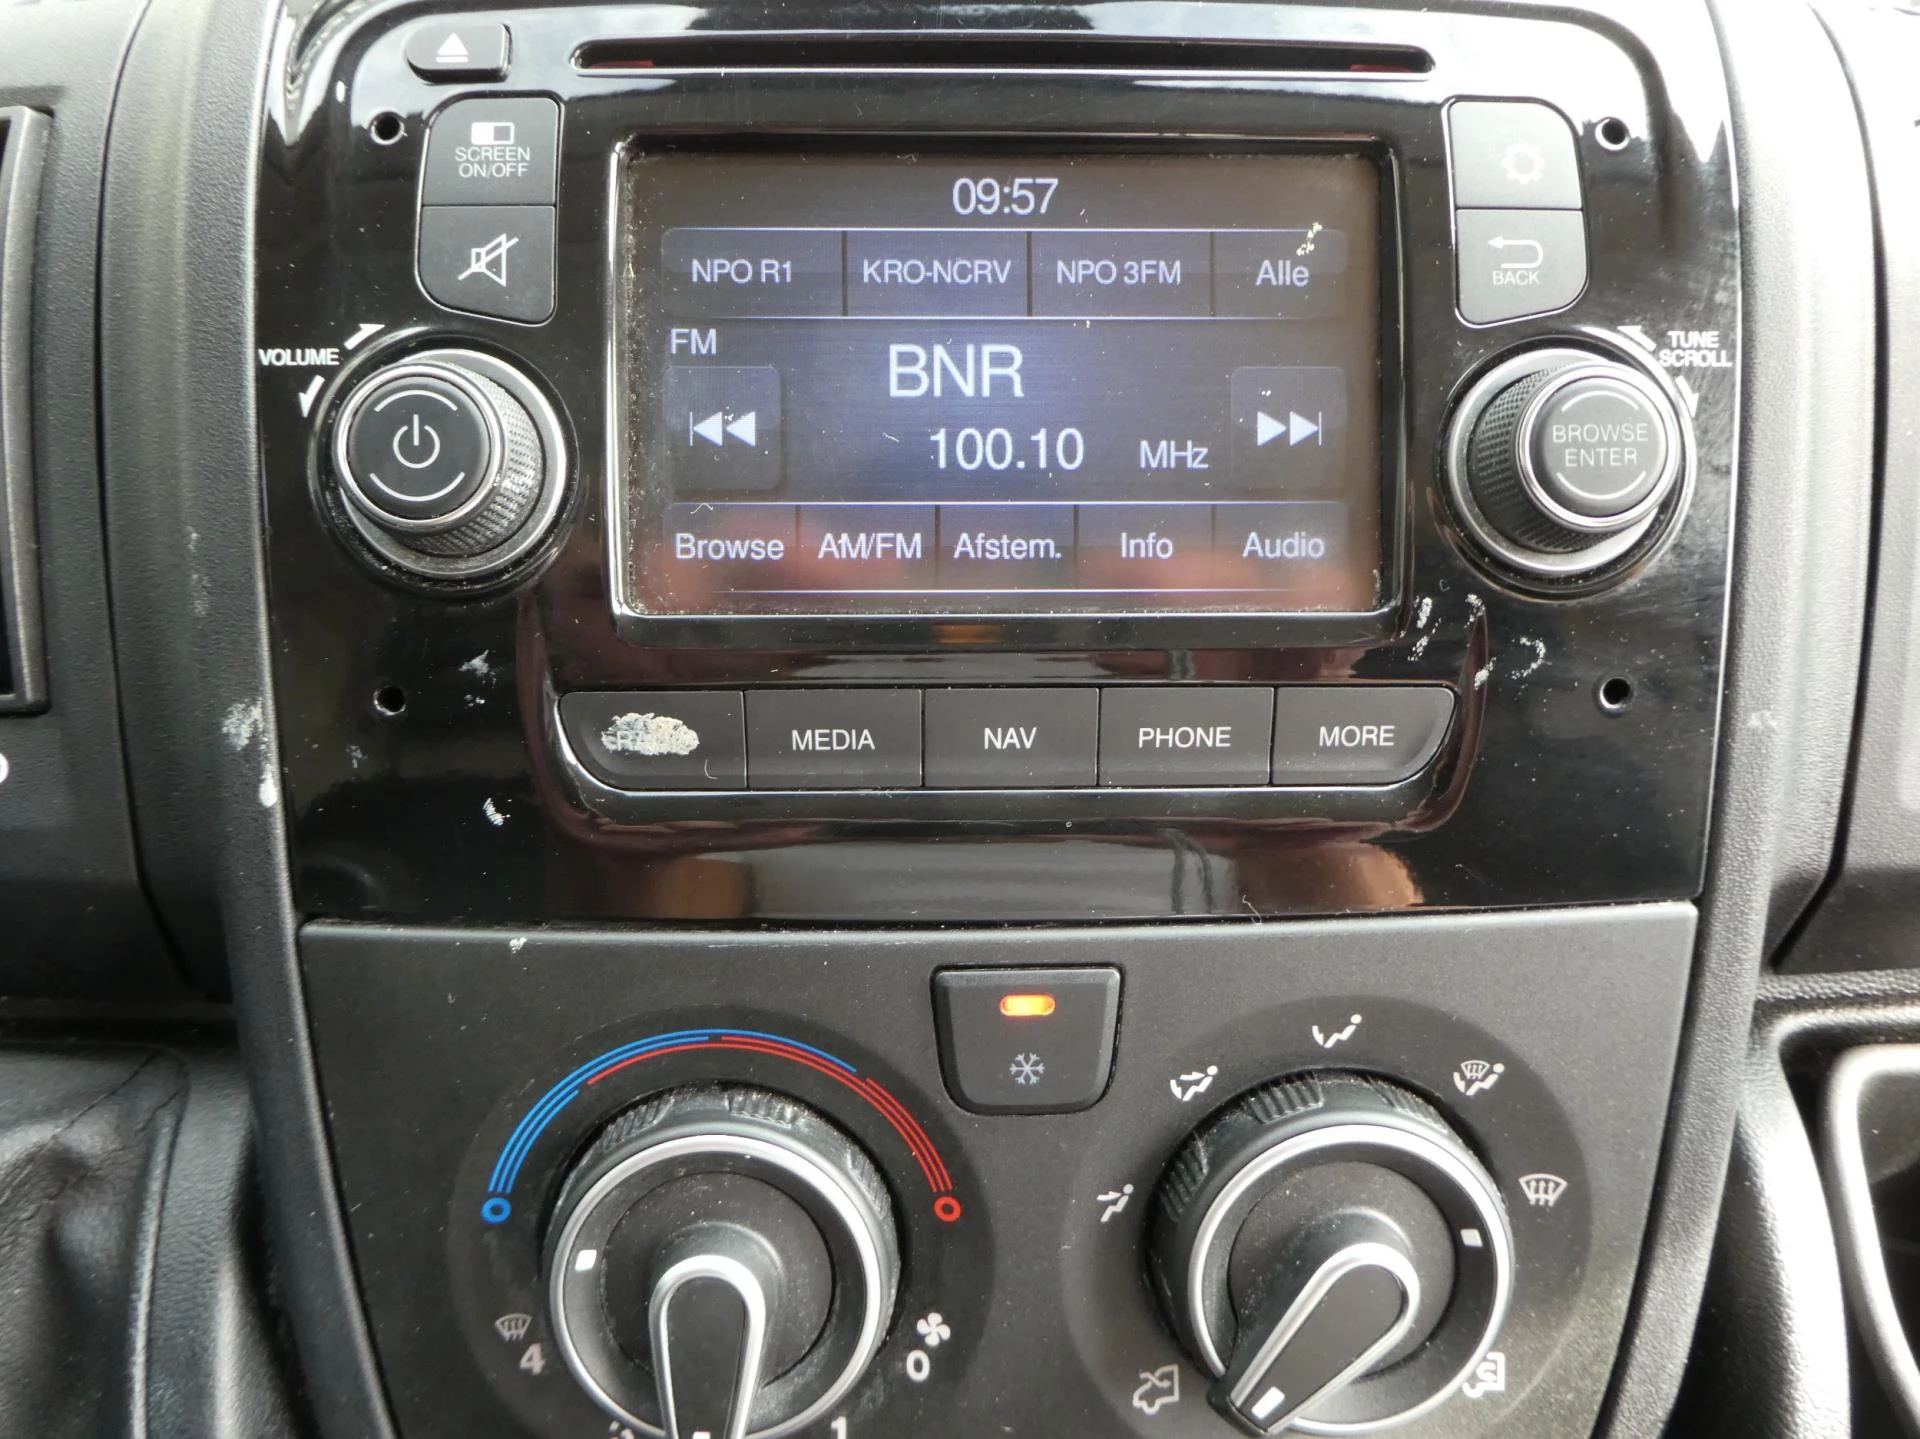 SCREEN
ON/OFF
BACK
VOLUME
TUNE
SCROLL
BROWSE
ENTER
09:57
NPO R1 KRO-NCRV NPO 3FM Alle
FM
BNR
100.10 MHz
Browse AM/FM Afstem. Info Audio
MEDIA NAV PHONE MORE
4
0
1